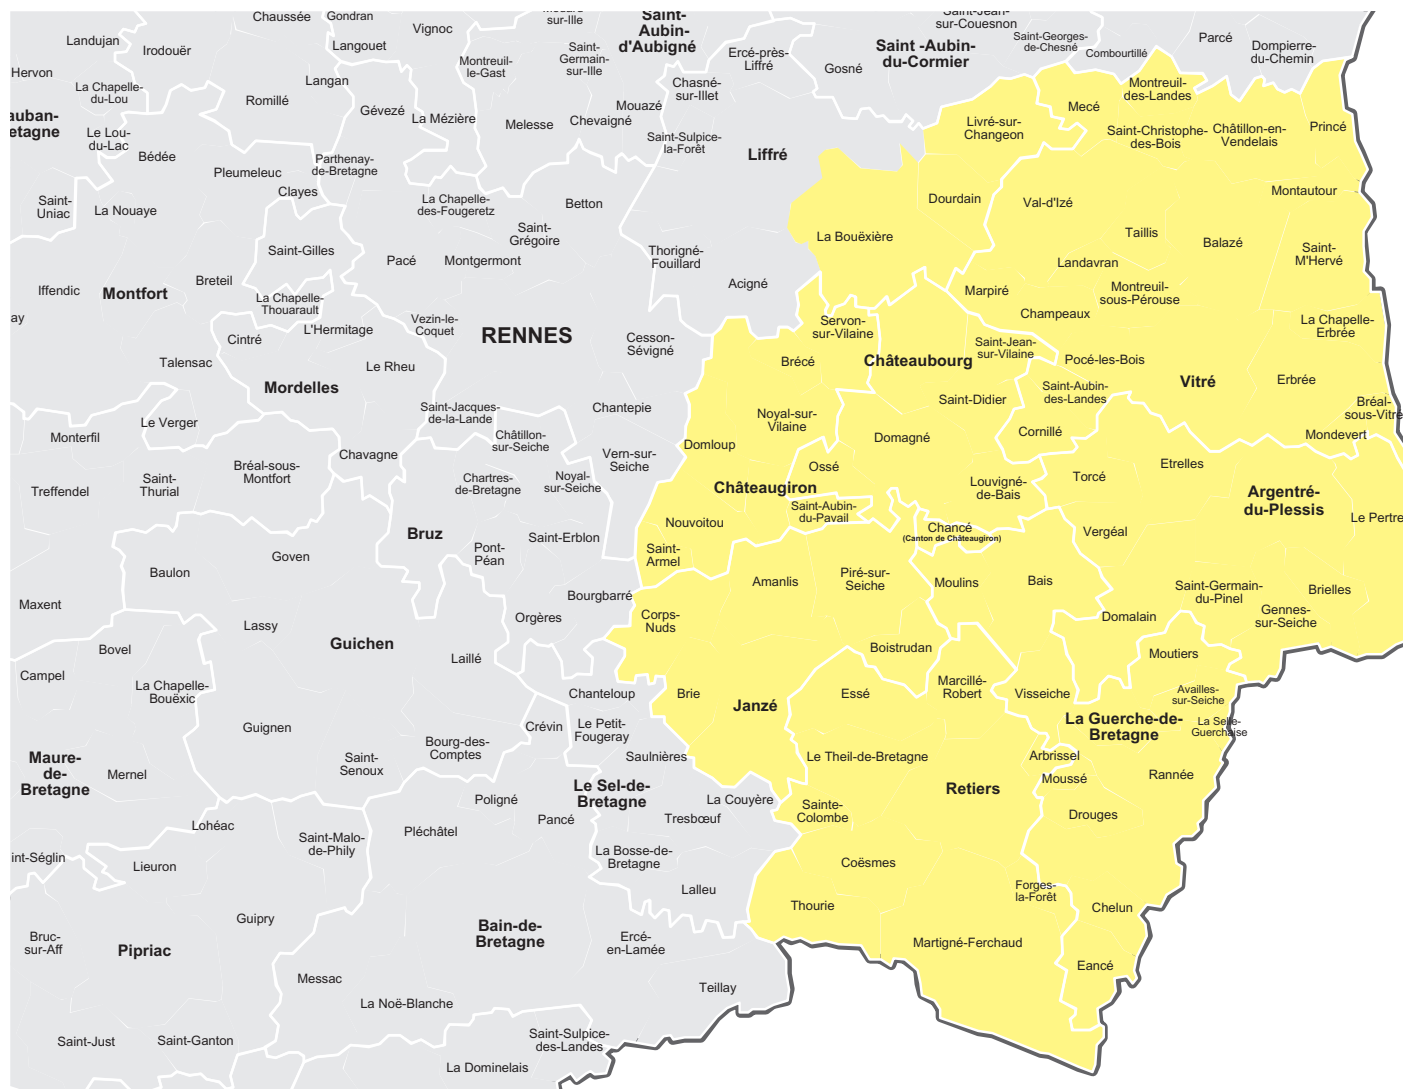 Chaussée
Gondran
Landujan
Irodouër
Langouet
Vignoc
sur-Ille
Saint-
Aubin-
d'Aubigné
Saint-Jean-
sur-Couesnon
Saint-Georges-
de-Chesné
Combourtillé
Parcé
Dompierre-
du-Chemin
Hervon
La Chapelle-
du-Lou
Romillé
Langan
Gévezé
La Mézière
Montreuil-
le-Gast
Saint-
Germain-
sur-Ille
Melesse
Chevaigné
Mouazé
Chasné-
sur-Illet
Ercé-près-
Liffré
Gosné
Saint -Aubin-
du-Cormier
Mecé
Montreuil-
des-Landes
auban-
etagne
Le Lou-
du-Lac
Bédée
Pleumeleuc
Parthenay-
de-Bretagne
Clayes
Saint-Sulpice-
la-Forêt
Liffré
Livré-sur-
Changeon
Saint-Christophe-
des-Bois
Châtillon-en-
Vendelais
Princé
Saint-
Uniac
La Nouaye
La Chapelle-
des-Fougeretz
Betton
Saint-
Grégoire
Dourdain
Val-d'Izé
Montautour
Saint-Gilles
Pacé
Montgermont
Thorigné-
Fouillard
Acigné
La Bouëxière
Taillis
Balazé
Saint-
M'Hervé
Landavran
Iffendic
Montfort
Breteil
La Chapelle-
Thouarault
Marpiré
Montreuil-
sous-Pérouse
Champeaux
ay
Cintré
L'Hermitage
Vezin-le-
Coquet
RENNES
Cesson-
Sévigné
Servon-
sur-Vilaine
Brécé
Châteaubourg
Saint-Jean-
sur-Vilaine
Pocé-les-Bois
La Chapelle-
Erbrée
Talensac
Mordelles
Le Rheu
Vitré
Erbrée
Saint-Aubin-
des-Landes
Saint-Didier
Bréal-
sous-Vitré
Mondevert
Le Verger
Saint-Jacques-
de-la-Lande
Chantepie
Noyal-sur-
Vilaine
Domloup
Domagné
Cornillé
Monterfil
Chavagne
Châtillon-
sur-Seiche
Vern-sur-
Seiche
Ossé
Etrelles
Torcé
Treffendel
Saint-
Thurial
Bréal-sous-
Montfort
Chartres-
de-Bretagne
Noyal-
sur-Seiche
Châteaugiron
Louvigné-
de-Bais
Argentré-
du-Plessis
Le Pertre
Saint-Aubin-
du-Pavail
Nouvoitou
Chancé
(Canton de Châteaugiron)
Vergéal
Bruz
Saint-Erblon
Pont-
Péan
Saint-
Armel
Goven
Baulon
Amanlis
Piré-sur-
Seiche
Moulins
Bais
Saint-Germain-
du-Pinel
Brielles
Maxent
Bourgbarré
Orgères
Corps-
Nuds
Domalain
Gennes-
sur-Seiche
Lassy
Guichen
Laillé
Boistrudan
Moutiers
Bovel
Campel
La Chapelle-
Bouëxic
Chanteloup
Brie
Janzé
Essé
Marcillé-
Robert
Visseiche
Availles-
sur-Seiche
Guignen
Crévin
Le Petit-
Fougeray
La Guerche-de-
Bretagne
La Selle-
Guerchaise
Bourg-des-
Comptes
Saulnières
Saint-
Senoux
Le Theil-de-Bretagne
Arbrissel
Moussé
Rannée
Maure-
de-
Bretagne
Mernel
Le Sel-de-
Bretagne
Retiers
Poligné
Pancé
La Couyère
Tresbœuf
Sainte-
Colombe
Drouges
Lohéac
Saint-Malo-
de-Phily
Pléchâtel
int-Séglin
Lieuron
La Bosse-de-
Bretagne
Coësmes
Lalleu
Forges-
la-Forêt
Thourie
Chelun
Guipry
Bruc-
sur-Aff
Pipriac
Bain-de-
Bretagne
Ercé-
en-Lamée
Martigné-Ferchaud
Eancé
Messac
La Noë-Blanche
Teillay
Saint-Just
Saint-Ganton
Saint-Sulpice-
des-Landes
La Dominelais